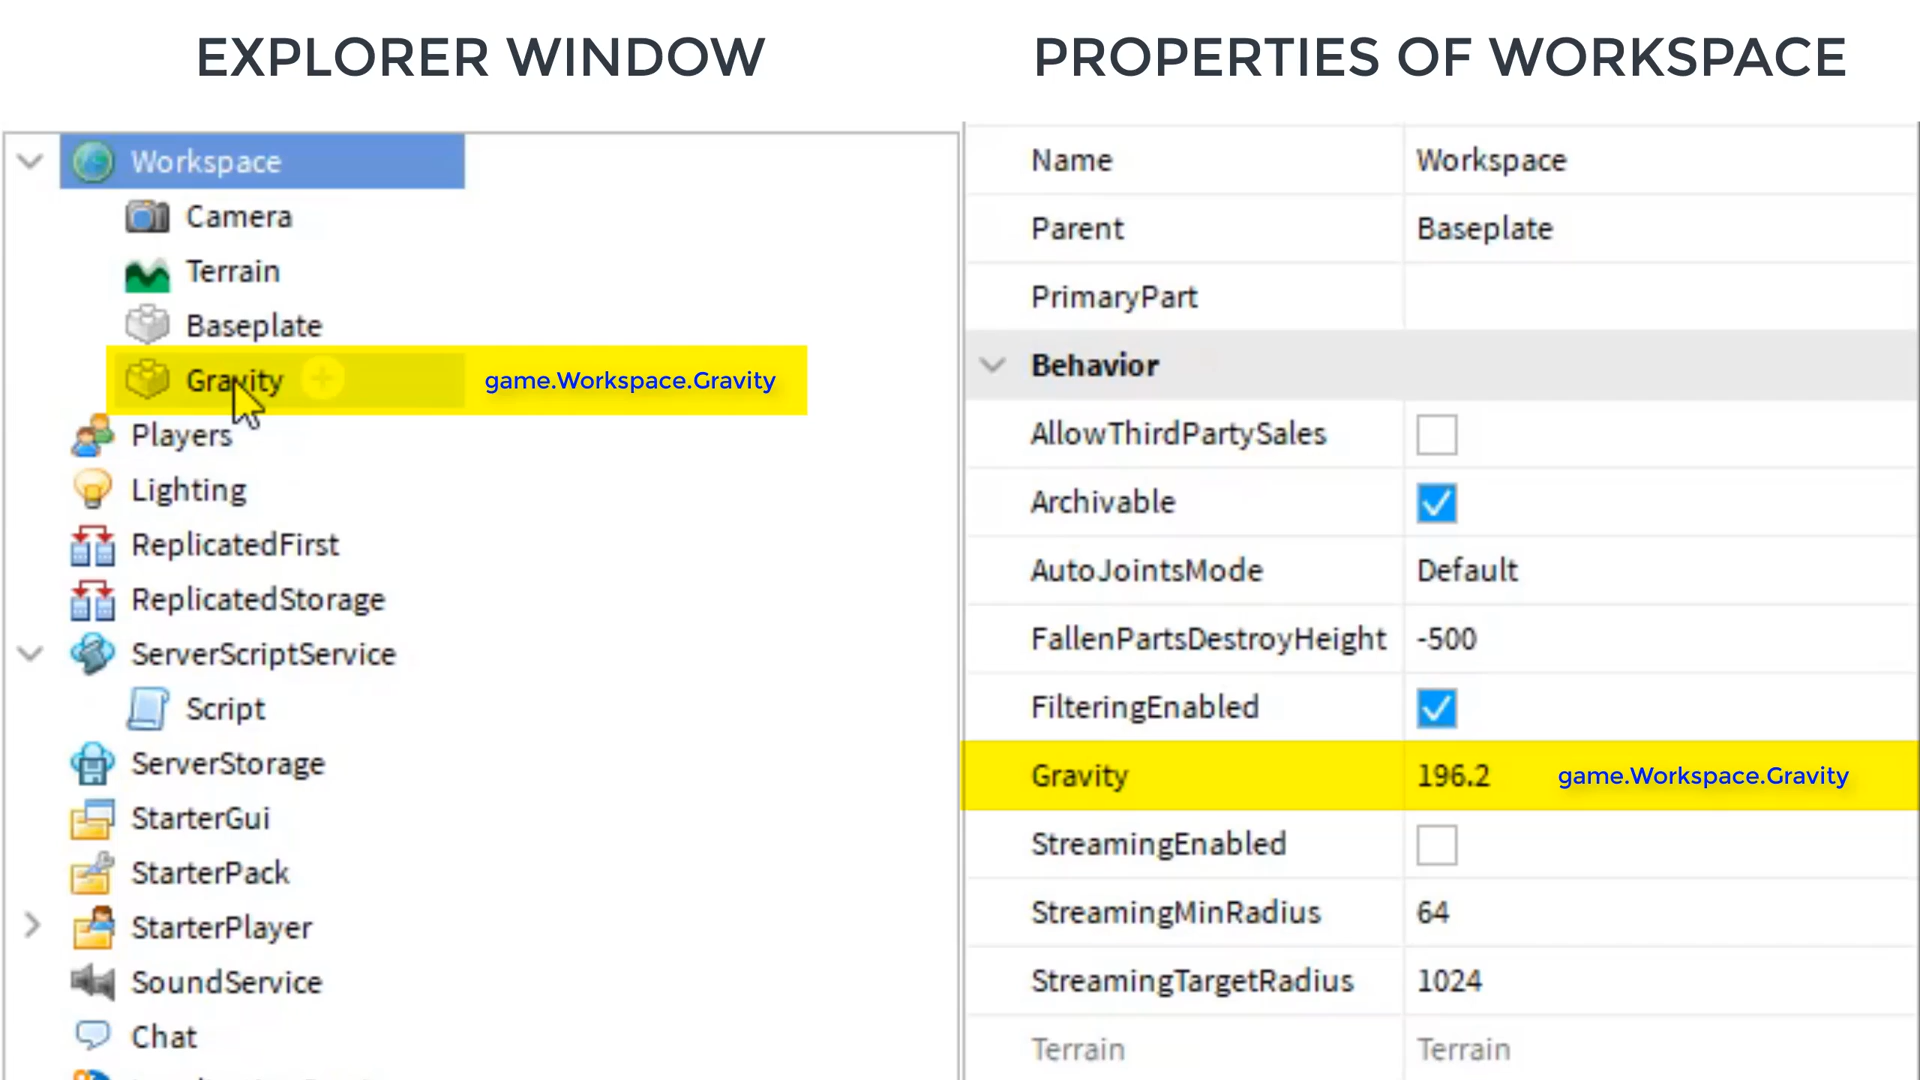 EXPLORER WINDOW
Workspace
Camera
Terrain
Baseplate
Gravity
game.Workspace.Gravity
Players
Lighting
ReplicatedFirst
ReplicatedStorage
ServerScriptService
Script
ServerStorage
StarterGui
StarterPack
StarterPlayer
SoundService
Chat
PROPERTIES OF WORKSPACE
Name Workspace
Parent Baseplate
PrimaryPart
Behavior
AllowThirdPartySales
Archivable
AutoJointsMode Default
FallenPartsDestroyHeight -500
FilteringEnabled
Gravity 196.2 game.Workspace.Gravity
StreamingEnabled
StreamingMinRadius 64
StreamingTargetRadius 1024
Terrain Terrain